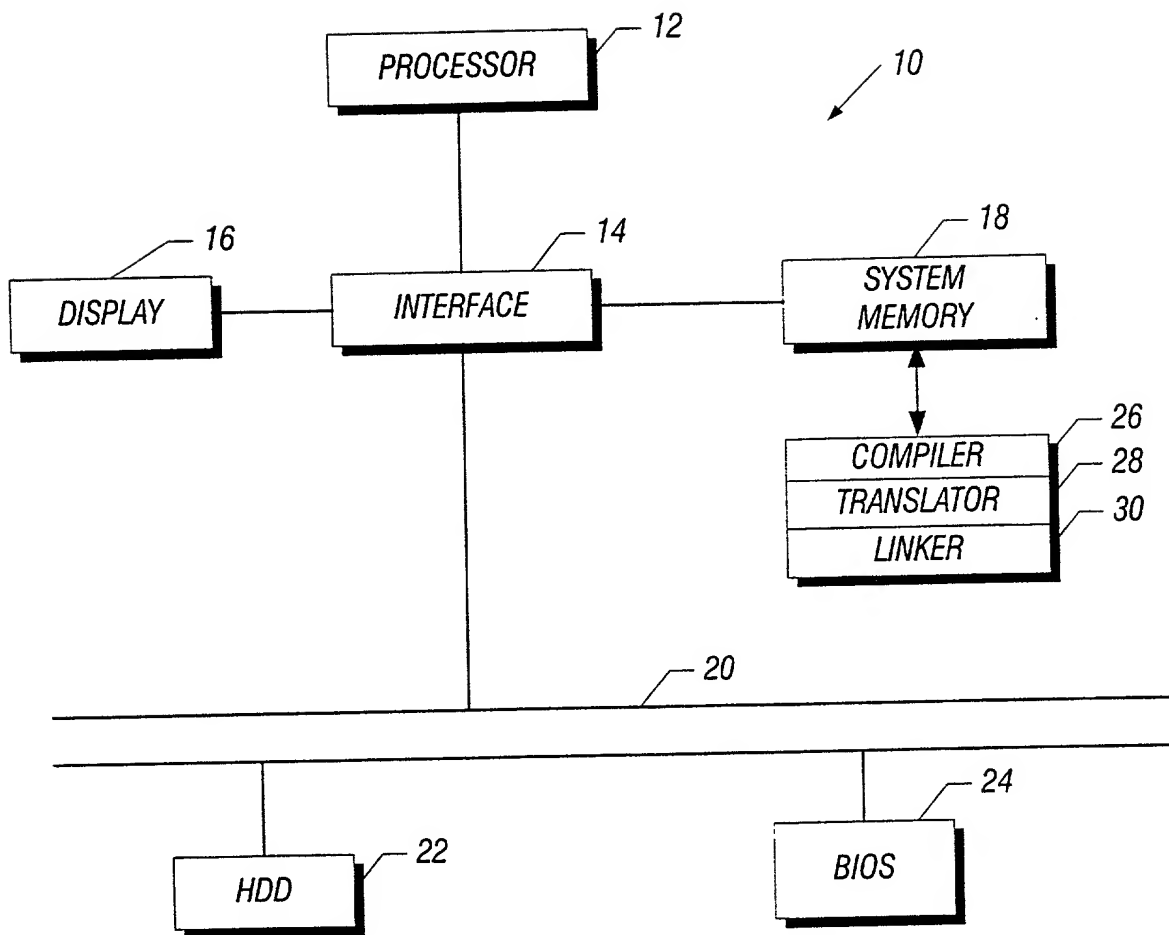 12
PROCESSOR
10
16
14
18
DISPLAY
INTERFACE
SYSTEM
MEMORY
26
COMPILER
28
TRANSLATOR
30
LINKER
20
24
22
HDD
BIOS